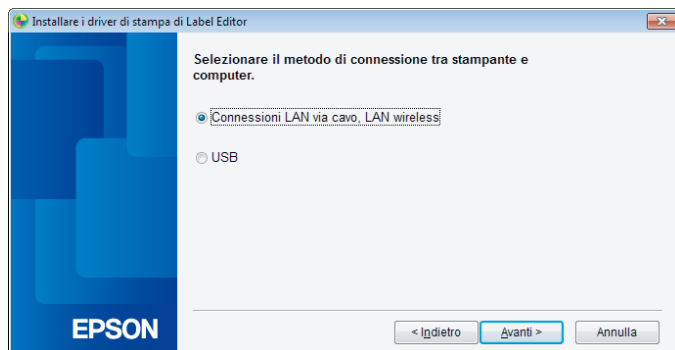 Installare i driver di stampa di Label Editor
Selezionare il metodo di connessione tra stampante e
computer.
Connessioni LAN via cavo, LAN wireless
USB
EPSON
< Indietro
Avanti >
Annulla